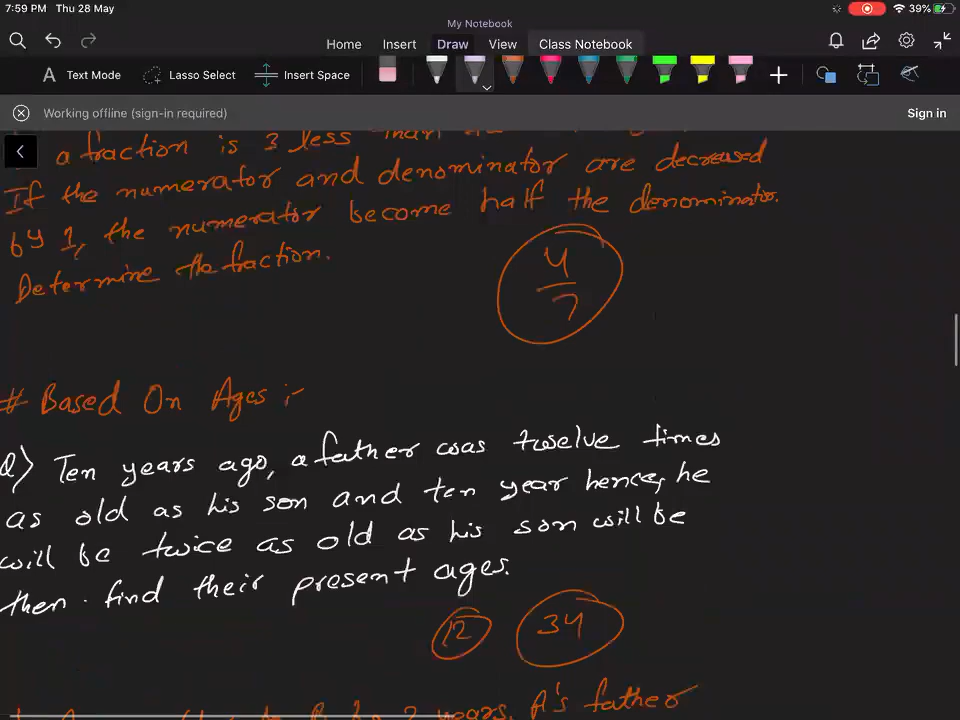 7:59 PM Thu 28 May
39%
My Notebook
Home Insert Draw View Class Notebook
Text Mode Lasso Select Insert Space
Working offline (sign-in required) Sign in
a fraction is 3 less than
If the numerator and denominator are decreased
by 1, the numerator become half the denominator.
Determine the fraction.
4
7
# Based On Ages :-
Q) Ten years ago, a father was twelve times
as old as his son and ten year hence, he
will be twice as old as his son will be
then. find their present ages.
12 34
years. A's father